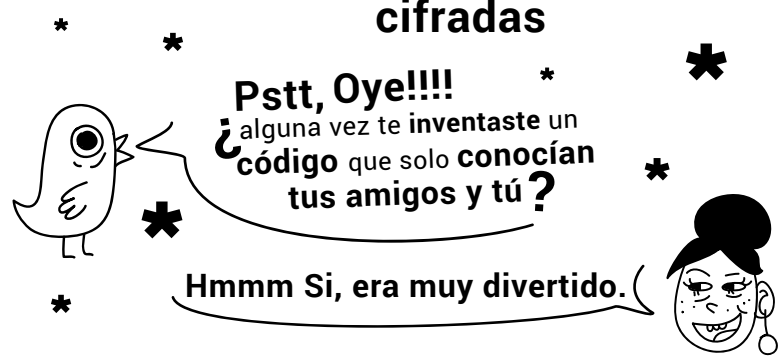 cifradas
Pstt, Oye!!!!
¿alguna vez te inventaste un
código que solo conocían
tus amigos y tú?
Hmmm Si, era muy divertido.